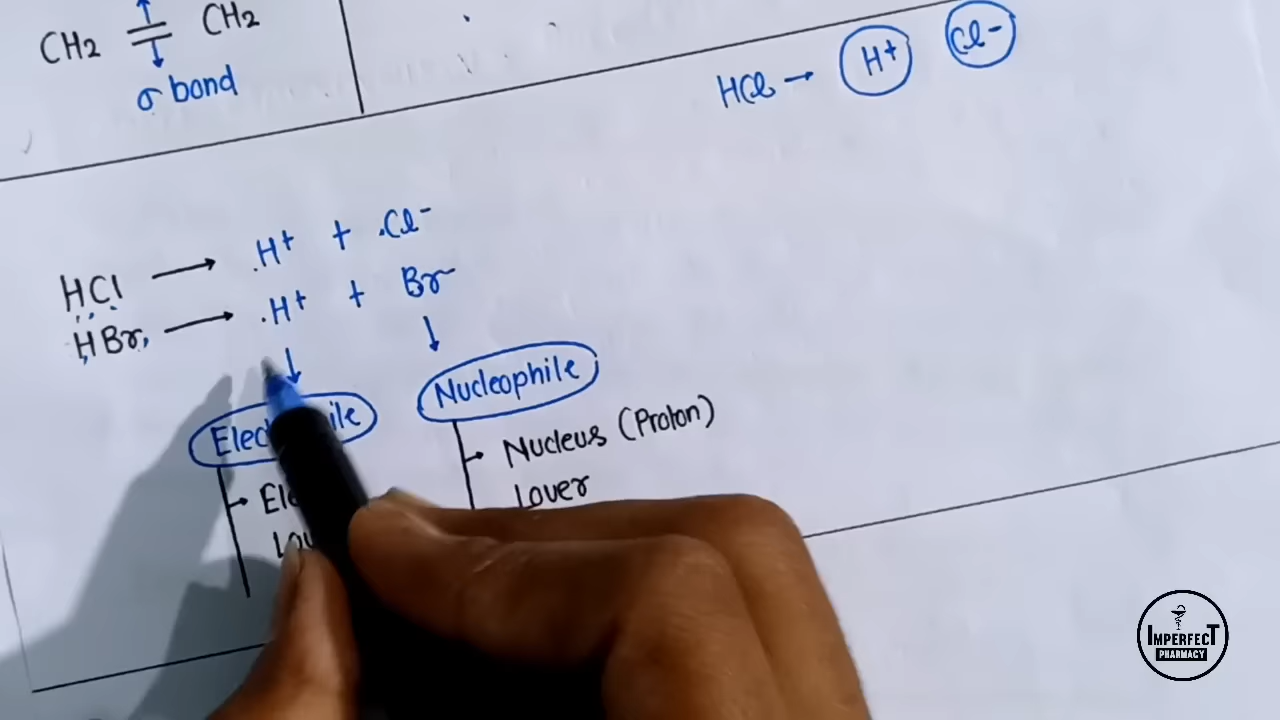 CH2 = CH2
σ bond
HCl → H+ Cl-
HCl → H+ + Cl-
HBr → H+ + Br-
Nucleophile
Nucleus (Proton)
Lover
IMPERFECT
PHARMACY